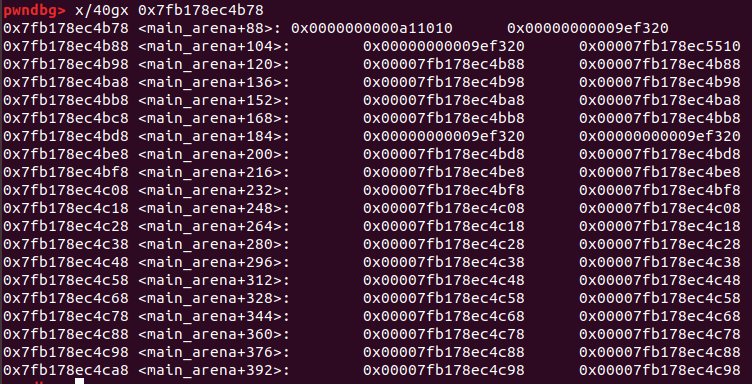 pwndbg> x/40gx 0x7fb178ec4b78
0x7fb178ec4b78 <main_arena+88>: 0x0000000000a11010 0x00000000009ef320
0x7fb178ec4b88 <main_arena+104>: 0x00000000009ef320 0x00007fb178ec5510
0x7fb178ec4b98 <main_arena+120>: 0x00007fb178ec4b88 0x00007fb178ec4b88
0x7fb178ec4ba8 <main_arena+136>: 0x00007fb178ec4b98 0x00007fb178ec4b98
0x7fb178ec4bb8 <main_arena+152>: 0x00007fb178ec4ba8 0x00007fb178ec4ba8
0x7fb178ec4bc8 <main_arena+168>: 0x00007fb178ec4bb8 0x00007fb178ec4bb8
0x7fb178ec4bd8 <main_arena+184>: 0x00000000009ef320 0x00000000009ef320
0x7fb178ec4be8 <main_arena+200>: 0x00007fb178ec4bd8 0x00007fb178ec4bd8
0x7fb178ec4bf8 <main_arena+216>: 0x00007fb178ec4be8 0x00007fb178ec4be8
0x7fb178ec4c08 <main_arena+232>: 0x00007fb178ec4bf8 0x00007fb178ec4bf8
0x7fb178ec4c18 <main_arena+248>: 0x00007fb178ec4c08 0x00007fb178ec4c08
0x7fb178ec4c28 <main_arena+264>: 0x00007fb178ec4c18 0x00007fb178ec4c18
0x7fb178ec4c38 <main_arena+280>: 0x00007fb178ec4c28 0x00007fb178ec4c28
0x7fb178ec4c48 <main_arena+296>: 0x00007fb178ec4c38 0x00007fb178ec4c38
0x7fb178ec4c58 <main_arena+312>: 0x00007fb178ec4c48 0x00007fb178ec4c48
0x7fb178ec4c68 <main_arena+328>: 0x00007fb178ec4c58 0x00007fb178ec4c58
0x7fb178ec4c78 <main_arena+344>: 0x00007fb178ec4c68 0x00007fb178ec4c68
0x7fb178ec4c88 <main_arena+360>: 0x00007fb178ec4c78 0x00007fb178ec4c78
0x7fb178ec4c98 <main_arena+376>: 0x00007fb178ec4c88 0x00007fb178ec4c88
0x7fb178ec4ca8 <main_arena+392>: 0x00007fb178ec4c98 0x00007fb178ec4c98